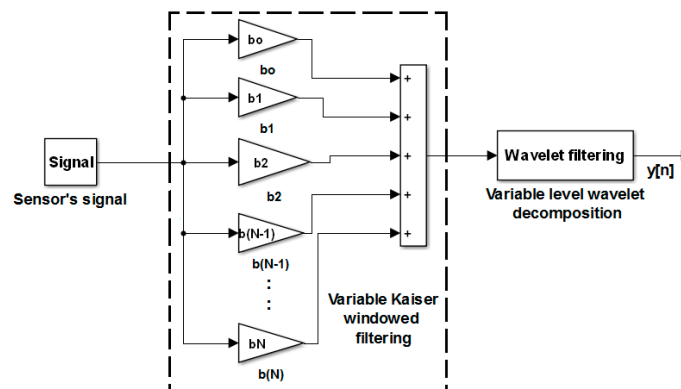 bo
bo
+
b1
+
b1
Signal
Sensor's signal
b2
+
b2
Wavelet filtering
y[n]
Variable level wavelet
decomposition
b(N-1)
+
b(N-1)
+
:
:
Variable Kaiser
windowed
filtering
bN
b(N)